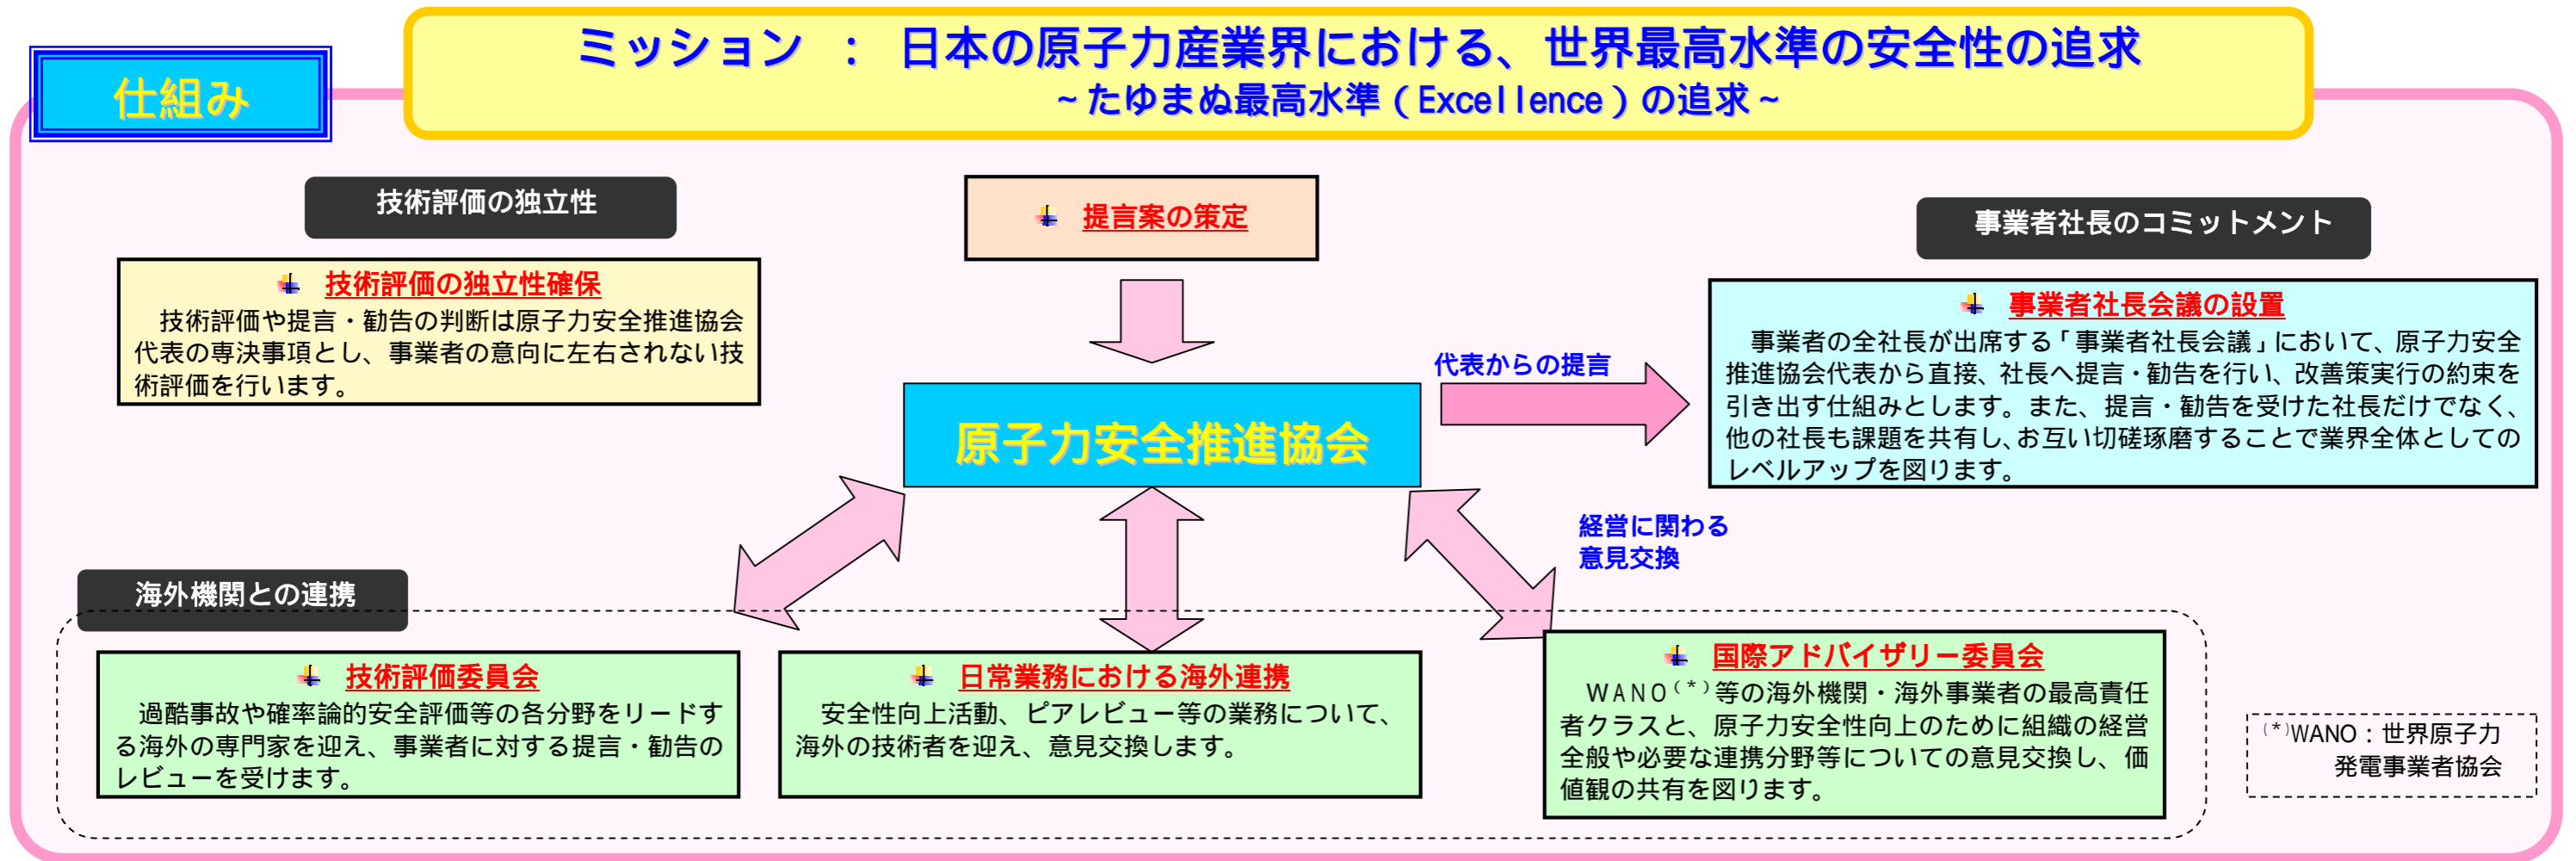 ミッション ： 日本の原子力産業界における、世界最高水準の安全性の追求
~たゆまぬ最高水準（Excellence）の追求~
仕組み
技術評価の独立性
技術評価の独立性確保
技術評価や提言・勧告の判断は原子力安全推進協会
代表の専決事項とし、事業者の意向に左右されない技
術評価を行います。
提言案の策定
事業者社長のコミットメント
事業者社長会議の設置
事業者の全社長が出席する「事業者社長会議」において、原子力安全
推進協会代表から直接、社長へ提言・勧告を行い、改善策実行の約束を
引き出す仕組みとします。また、提言・勧告を受けた社長だけでなく、
他の社長も課題を共有し、お互い切磋琢磨することで業界全体としての
レベルアップを図ります。
代表からの提言
原子力安全推進協会
経営に関わる
意見交換
海外機関との連携
技術評価委員会
過酷事故や確率論的安全評価等の各分野をリードす
る海外の専門家を迎え、事業者に対する提言・勧告の
レビューを受けます。
日常業務における海外連携
安全性向上活動、ピアレビュー等の業務について、
海外の技術者を迎え、意見交換します。
国際アドバイザリー委員会
WANO(*)等の海外機関・海外事業者の最高責任
者クラスと、原子力安全性向上のために組織の経営
全般や必要な連携分野等についての意見交換し、価
値観の共有を図ります。
(*)WANO：世界原子力
発電事業者協会